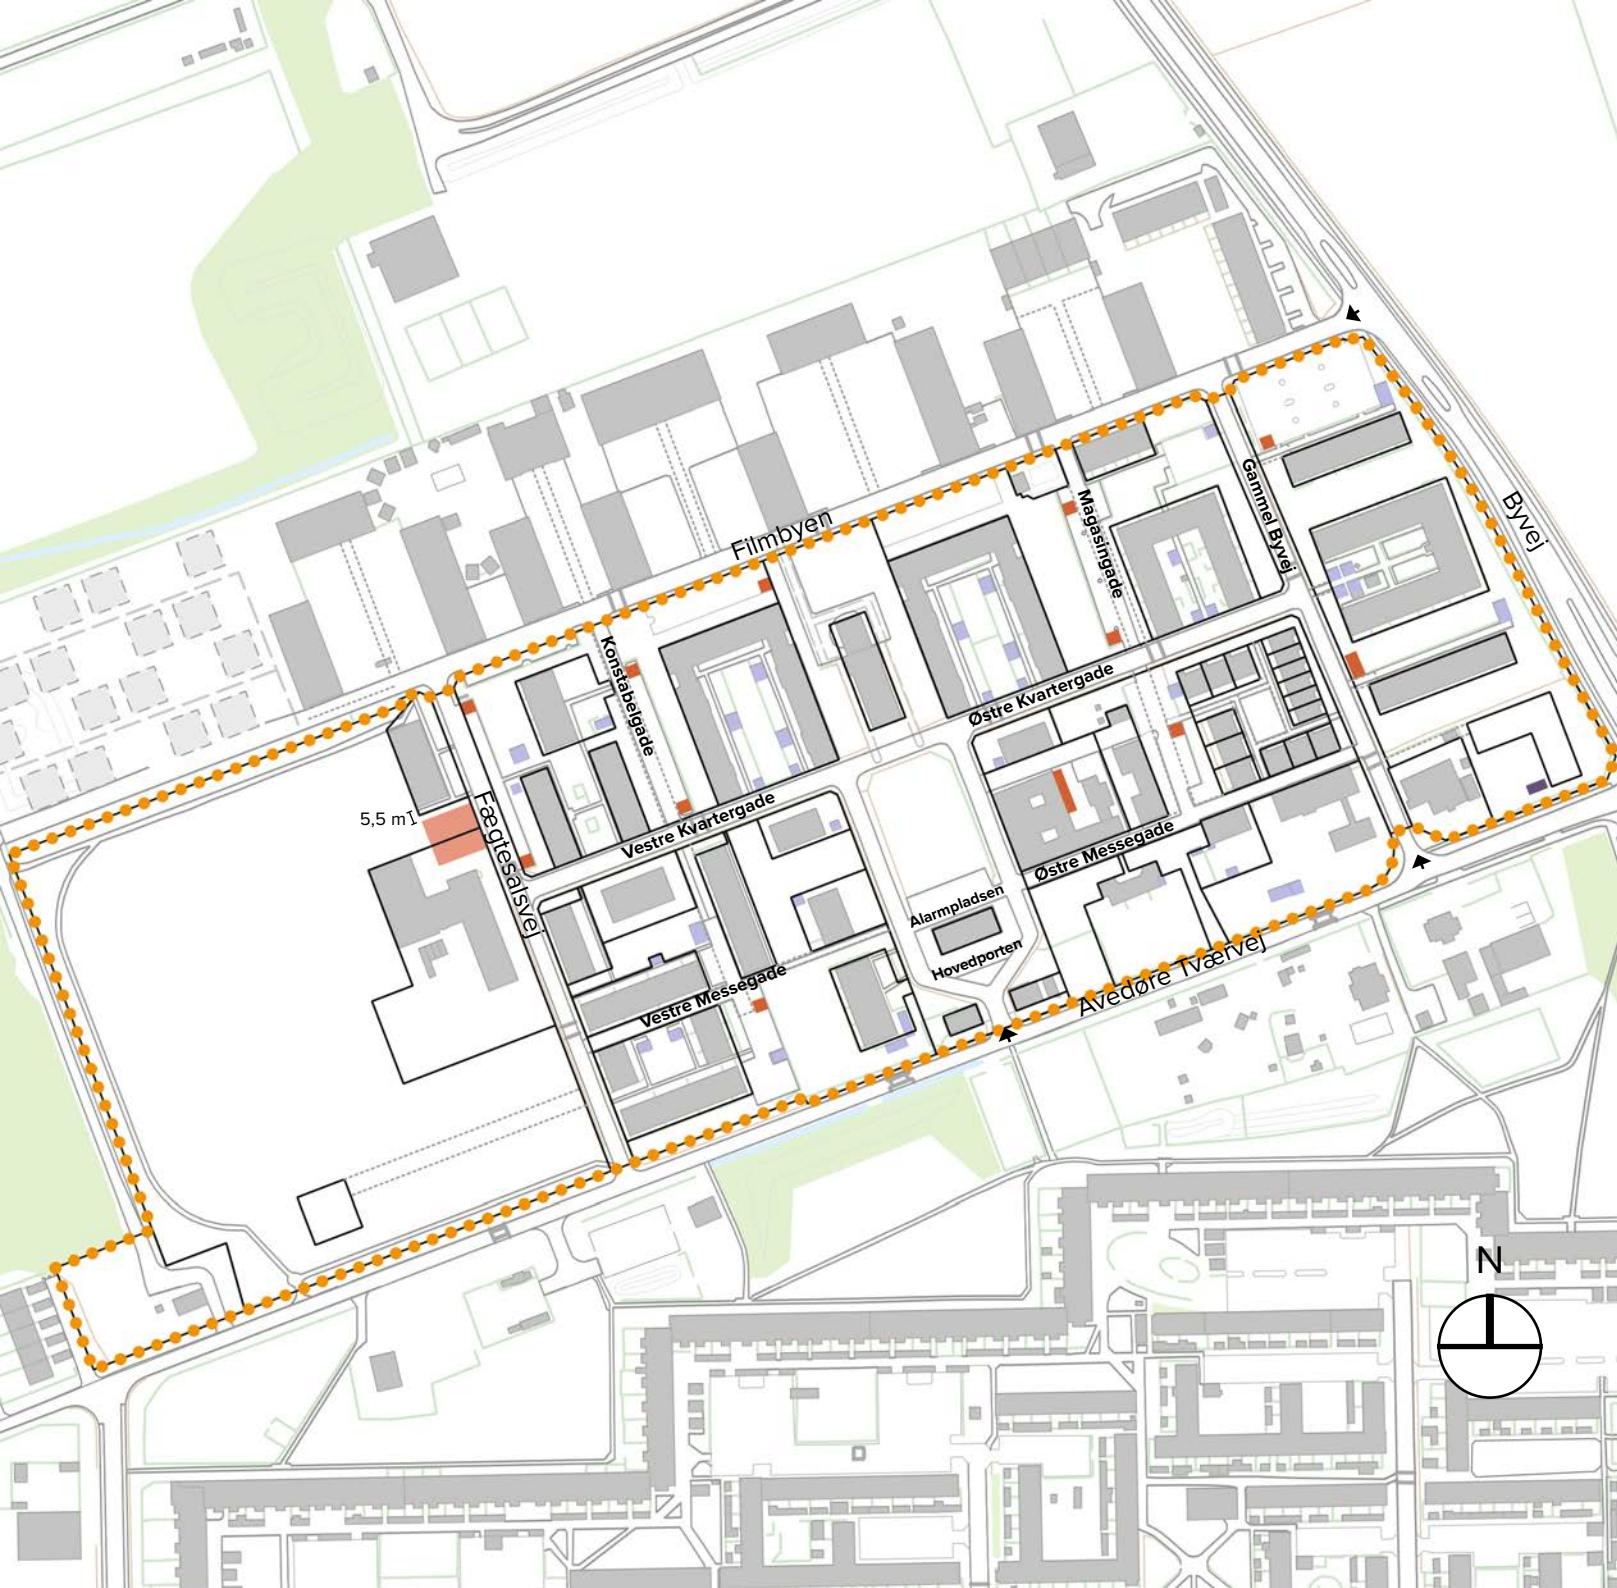 Byvej
Gammel Byvej
Magasingade
Filmbyen
Konstabelgade
Østre Kvartergade
Vestre Kvartergade
5,5 m
Fægtesalsvej
Østre Messegade
Alarmpladsen
Hovedporten
Vestre Messegade
Avedøre Tværvej
N